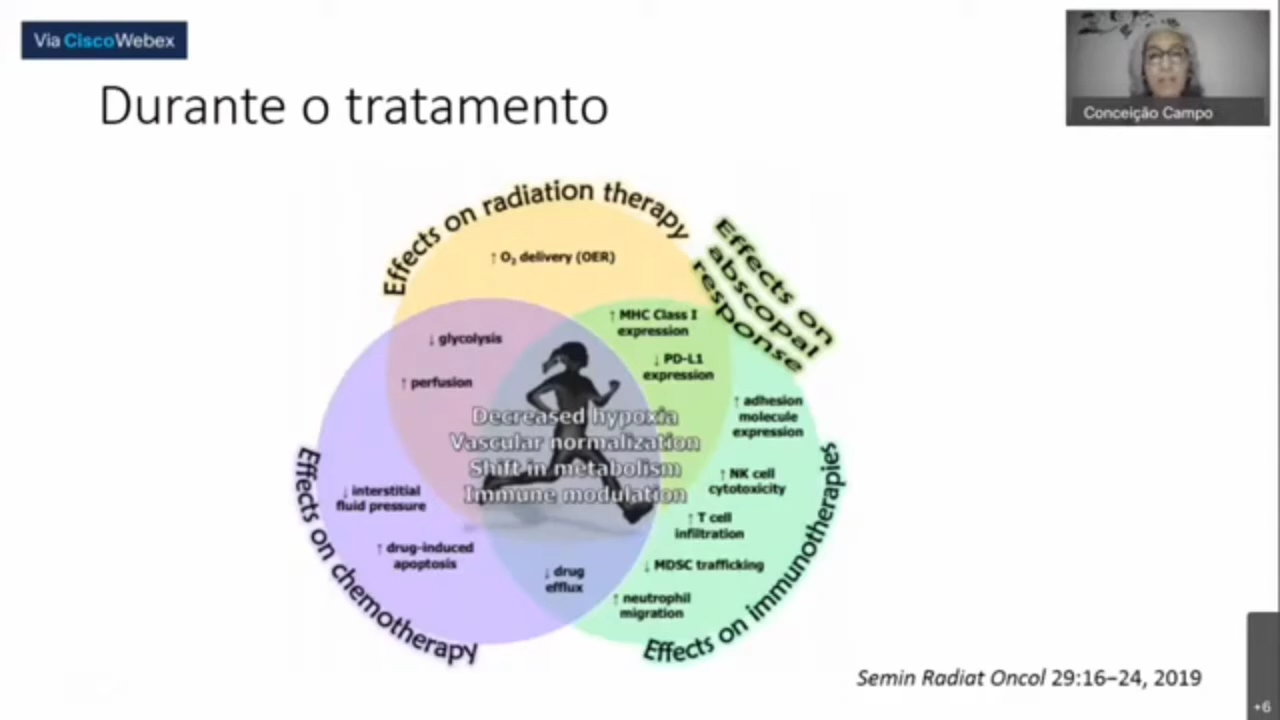 Via CiscoWebex
Conceição Campo
Durante o tratamento
Effects on radiation therapy
Effects on
abscopal
response
↑ O₂ delivery (OER)
↑ MHC Class I
expression
↓ glycolysis
↓ PD-L1
expression
↑ perfusion
↑ adhesion
molecule
expression
Decreased hypoxia
Vascular normalization
Shift in metabolism
Immune modulation
↑ NK cell
cytotoxicity
↓ interstitial
fluid pressure
↑ T cell
infiltration
↑ drug-induced
apoptosis
↓ MDSC trafficking
↓ drug
efflux
↑ neutrophil
migration
Effects on chemotherapy
Effects on immunotherapies
Semin Radiat Oncol 29:16–24, 2019
+6